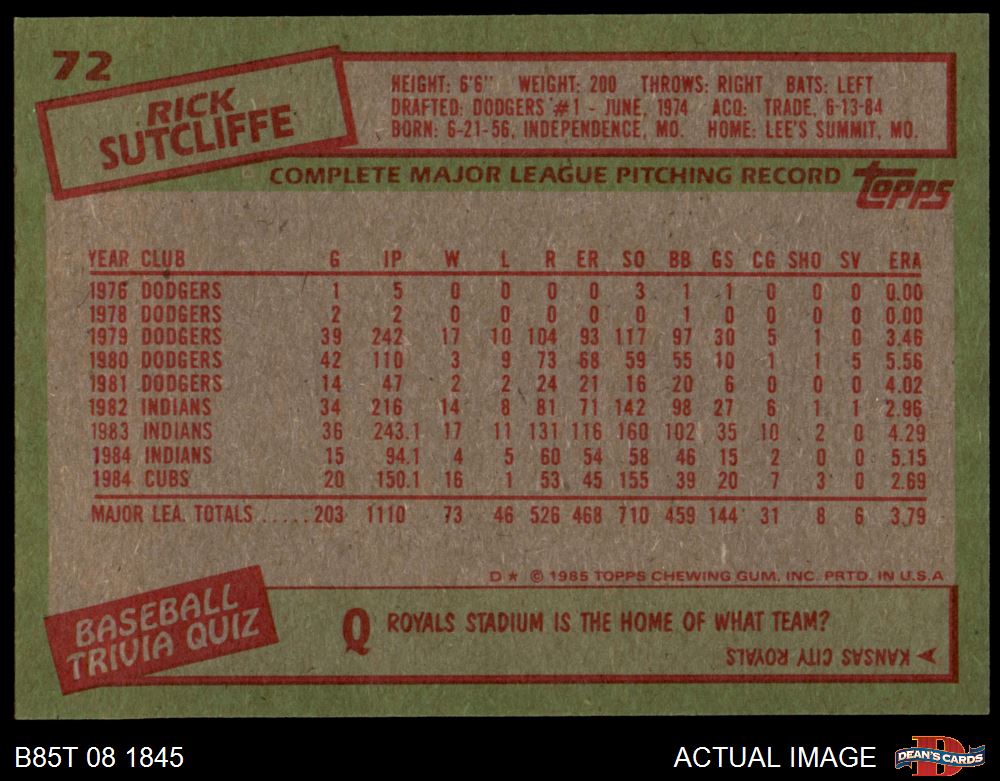 72
RICK
SUTCLIFFE
HEIGHT: 6'6" WEIGHT: 200 THROWS: RIGHT BATS: LEFT
DRAFTED: DODGERS #1 - JUNE, 1974 ACQ: TRADE, 6-13-84
BORN: 6-21-56, INDEPENDENCE, MO. HOME: LEE'S SUMMIT, MO.
COMPLETE MAJOR LEAGUE PITCHING RECORD
TOPPS
YEAR CLUB G IP W L R ER SO BB GS CG SHO SV ERA
1976 DODGERS 1 5 0 0 0 0 3 1 1 0 0 0 0.00
1978 DODGERS 2 2 0 0 0 0 0 1 0 0 0 0 0.00
1979 DODGERS 39 242 17 10 104 93 117 97 30 5 1 0 3.46
1980 DODGERS 42 110 3 9 73 68 59 55 10 1 1 5 5.56
1981 DODGERS 14 47 2 2 24 21 16 20 6 0 0 0 4.02
1982 INDIANS 34 216 14 8 81 71 142 98 27 6 1 1 2.96
1983 INDIANS 36 243.1 17 11 131 116 160 102 35 10 2 0 4.29
1984 INDIANS 15 94.1 4 5 60 54 58 46 15 2 0 0 5.15
1984 CUBS 20 150.1 16 1 53 45 155 39 20 7 3 0 2.69
MAJOR LEA. TOTALS .....203 1110 73 46 526 468 710 459 144 31 8 6 3.79
D* © 1985 TOPPS CHEWING GUM, INC. PRTD. IN U.S.A
BASEBALL
TRIVIA QUIZ
Q ROYALS STADIUM IS THE HOME OF WHAT TEAM?
KANSAS CITY ROYALS
B85T 08 1845
ACTUAL IMAGE
D
DEAN'S CARDS